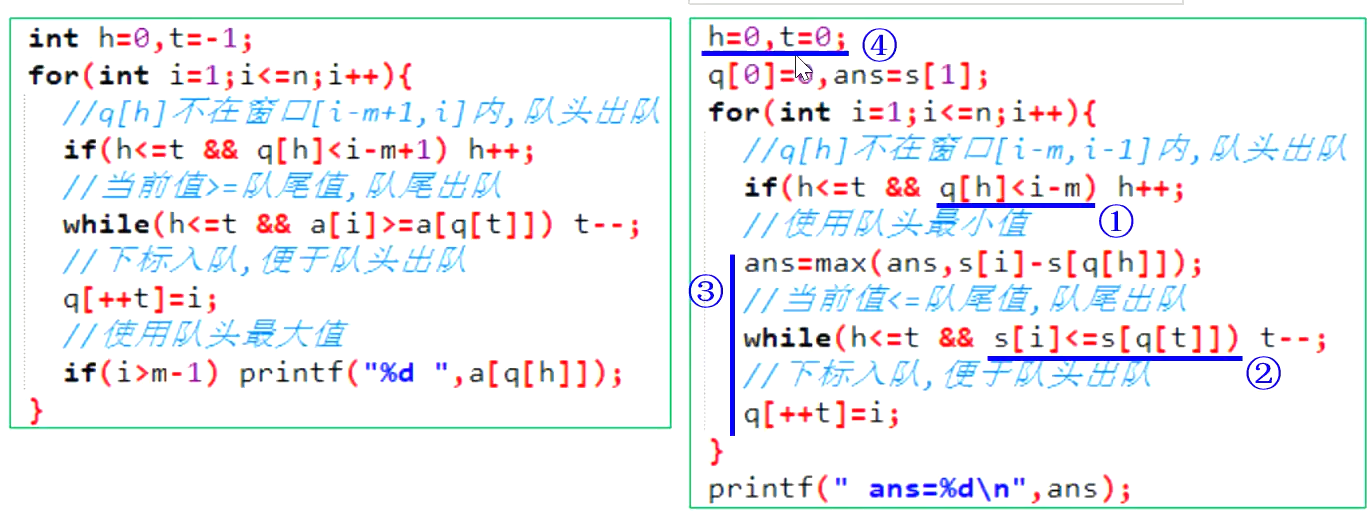 int h=0,t=-1;
for(int i=1;i<=n;i++){
//q[h]不在窗口[i-m+1,i]内,队头出队
if(h<=t && q[h]<i-m+1) h++;
//当前值>=队尾值,队尾出队
while(h<=t && a[i]>=a[q[t]]) t--;
//下标入队,便于队头出队
q[++t]=i;
//使用队头最大值
if(i>m-1) printf("%d ",a[q[h]]);
}
h=0,t=0; ④
q[0]=0,ans=s[1];
for(int i=1;i<=n;i++){
//q[h]不在窗口[i-m,i-1]内,队头出队
if(h<=t && q[h]<i-m) h++;
①
//使用队头最小值
③ ans=max(ans,s[i]-s[q[h]]);
//当前值<=队尾值,队尾出队
while(h<=t && s[i]<=s[q[t]]) t--;
②
//下标入队,便于队头出队
q[++t]=i;
}
printf(" ans=%d\n",ans);